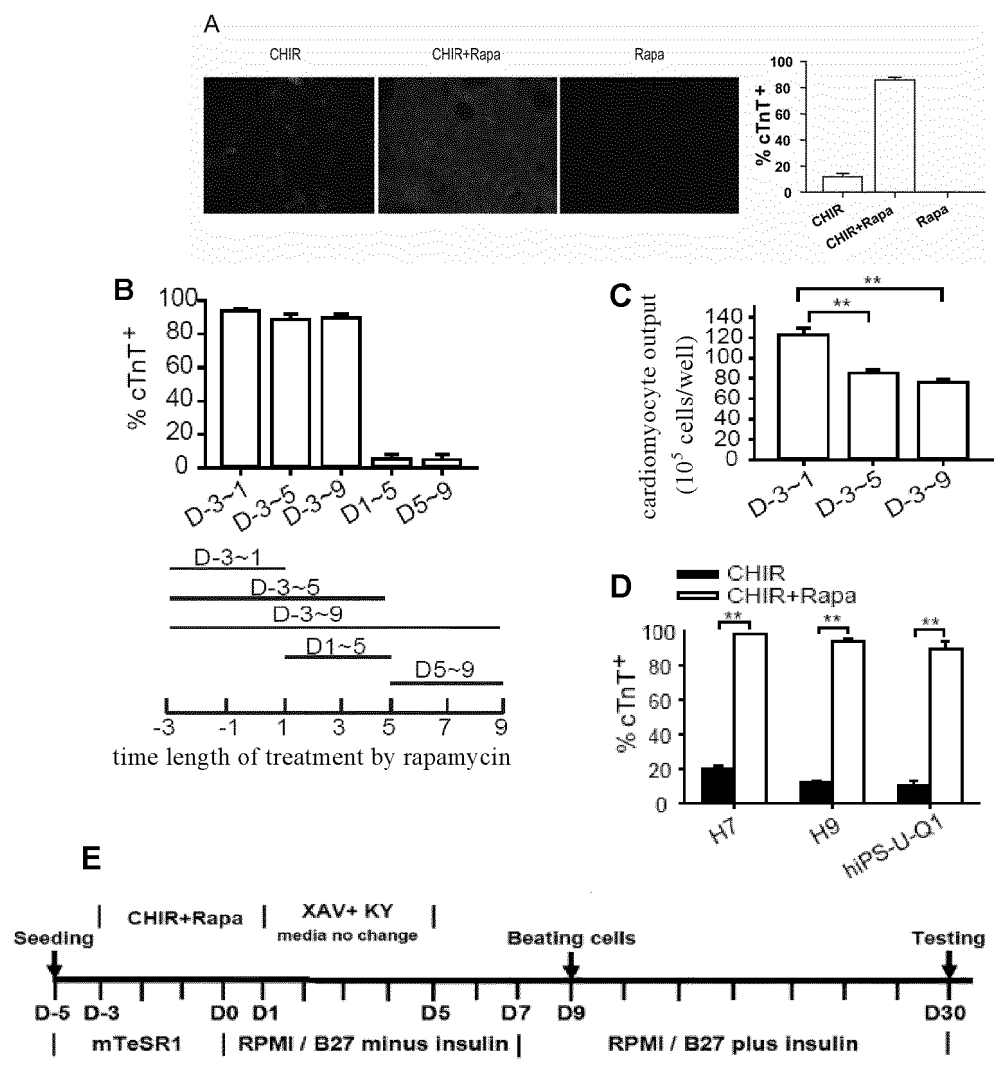 A
CHIR
CHIR+Rapa
Rapa
% cTnT+
100
80
60
40
20
0
CHIR
CHIR+Rapa
Rapa
B
% cTnT+
100
80
60
40
20
0
D-3~1
D-3~5
D-3~9
D1~5
D5~9
D-3~1
D-3~5
D-3~9
D1~5
D5~9
-3 -1 1 3 5 7 9
time length of treatment by rapamycin
C
cardiomyocyte output
(10⁵ cells/well)
140
120
100
80
60
40
20
0
**
**
D-3~1
D-3~5
D-3~9
D
CHIR
CHIR+Rapa
% cTnT+
100
80
60
40
20
0
**
**
**
H7
H9
hiPS-U-Q1
E
CHIR+Rapa
XAV+ KY
media no change
Seeding
Beating cells
Testing
D-5 D-3 D0 D1 D5 D7 D9 D30
mTeSR1
RPMI / B27 minus insulin
RPMI / B27 plus insulin